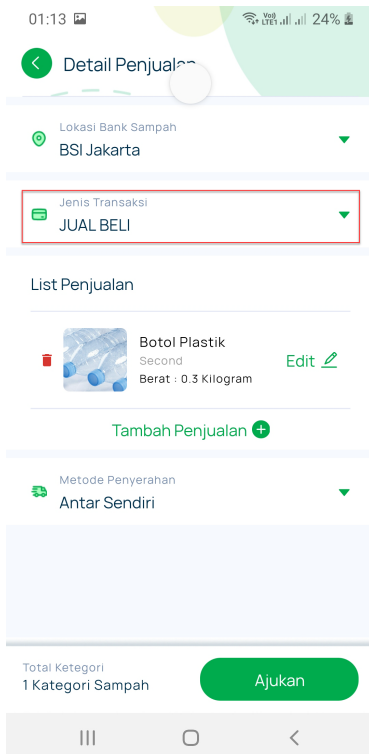 01:13
24%
Detail Penjualan
Lokasi Bank Sampah
BSI Jakarta
Jenis Transaksi
JUAL BELI
List Penjualan
Botol Plastik
Second
Berat : 0.3 Kilogram
Edit
Tambah Penjualan
Metode Penyerahan
Antar Sendiri
Total Ketegori
1 Kategori Sampah
Ajukan